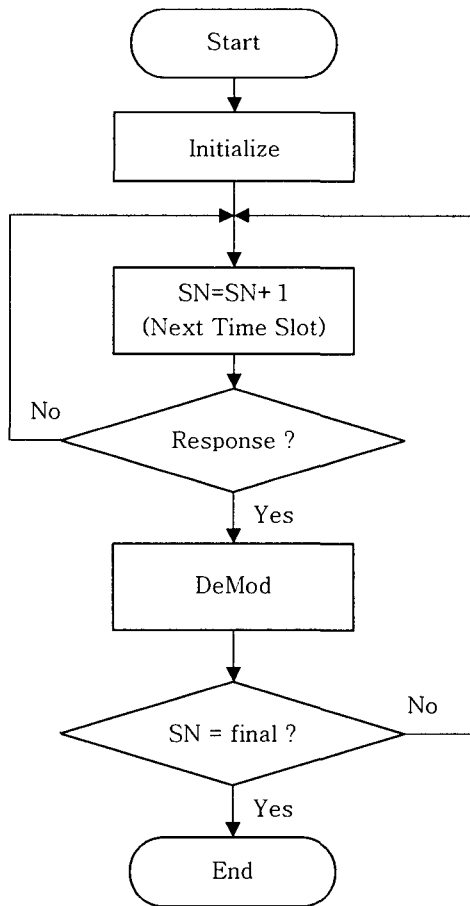 Start
Initialize
SN=SN+1
(Next Time Slot)
No
Response ?
Yes
DeMod
No
SN = final ?
Yes
End